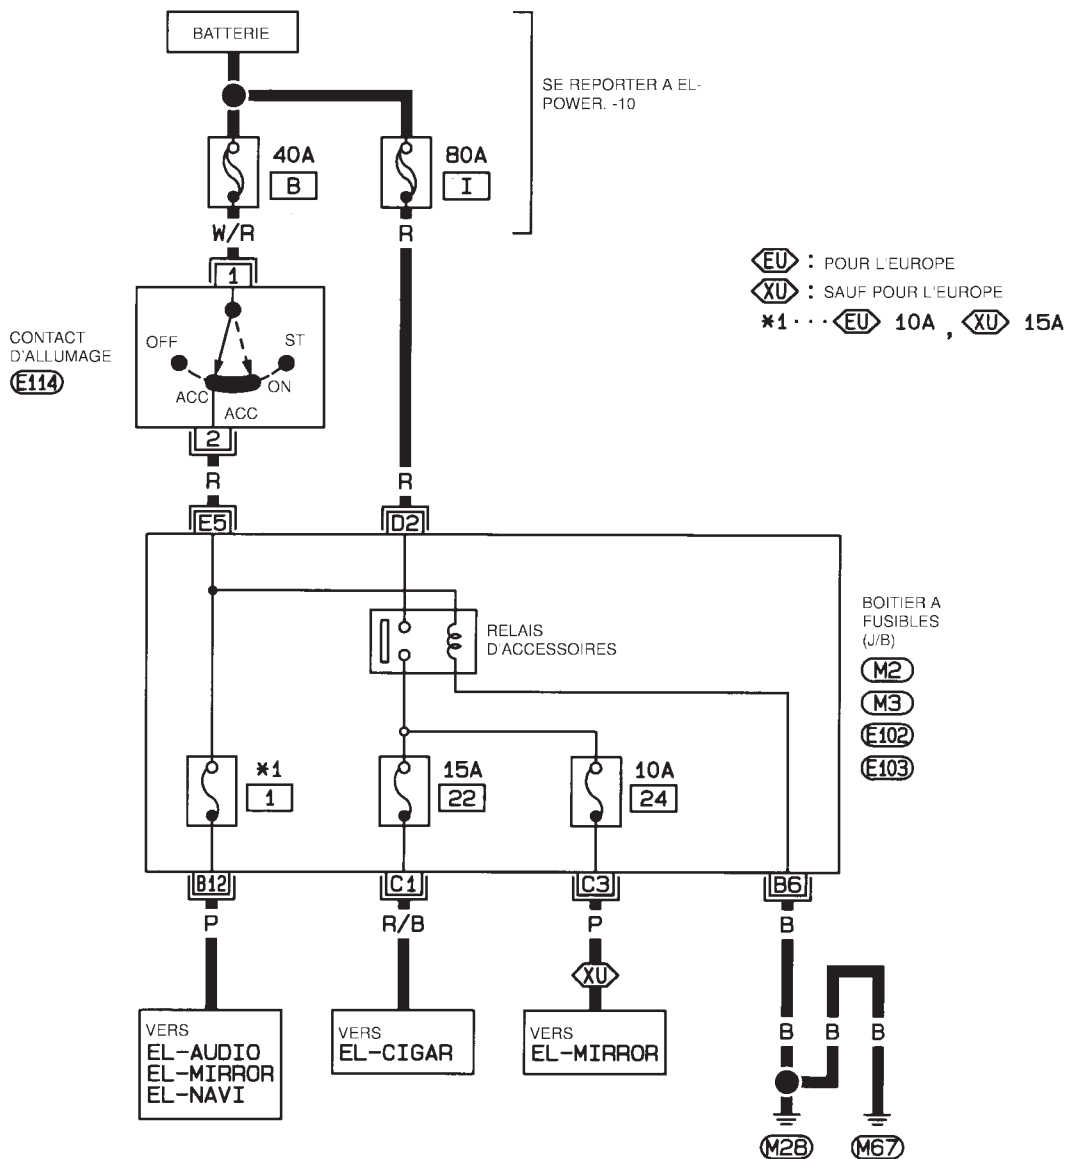 BATTERIE
SE REPORTER A EL-
POWER. -10
40A
B
80A
I
W/R
R
1
EU : POUR L'EUROPE
XU : SAUF POUR L'EUROPE
*1 ··· EU 10A , XU 15A
CONTACT
D'ALLUMAGE
E114
OFF
ST
ACC
ON
ACC
2
R
R
E5
D2
BOITIER A
FUSIBLES
(J/B)
M2
M3
E102
E103
RELAIS
D'ACCESSOIRES
*1
1
15A
22
10A
24
B12
C1
C3
B6
P
R/B
P
B
XU
VERS
EL-AUDIO
EL-MIRROR
EL-NAVI
VERS
EL-CIGAR
VERS
EL-MIRROR
B
B
B
M28
M67